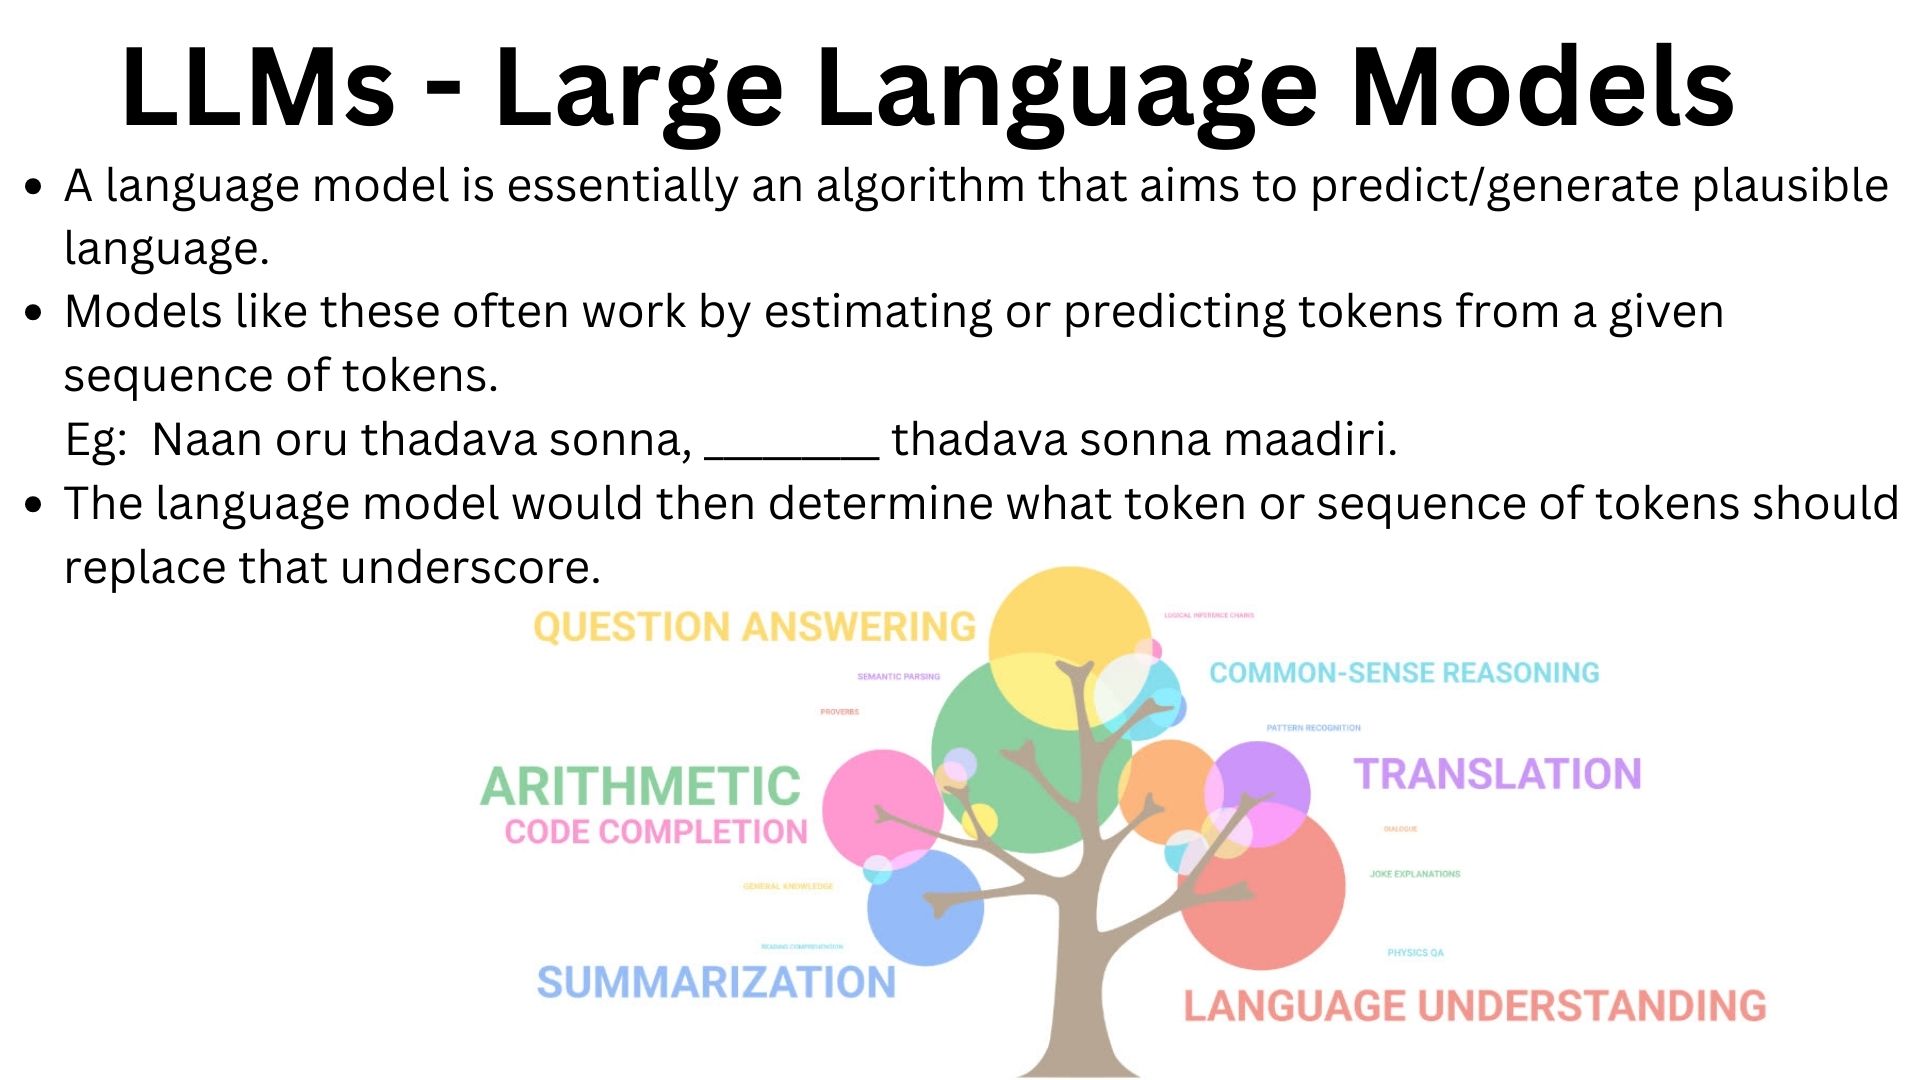 LLMs - Large Language Models
• A language model is essentially an algorithm that aims to predict/generate plausible
language.
• Models like these often work by estimating or predicting tokens from a given
sequence of tokens.
Eg: Naan oru thadava sonna, ________ thadava sonna maadiri.
• The language model would then determine what token or sequence of tokens should
replace that underscore.
QUESTION ANSWERING
LOGICAL INFERENCE CHAINS
SEMANTIC PARSING
COMMON-SENSE REASONING
PROVERBS
PATTERN RECOGNITION
ARITHMETIC
TRANSLATION
CODE COMPLETION
DIALOGUE
GENERAL KNOWLEDGE
JOKE EXPLANATIONS
READING COMPREHENSION
PHYSICS QA
SUMMARIZATION
LANGUAGE UNDERSTANDING